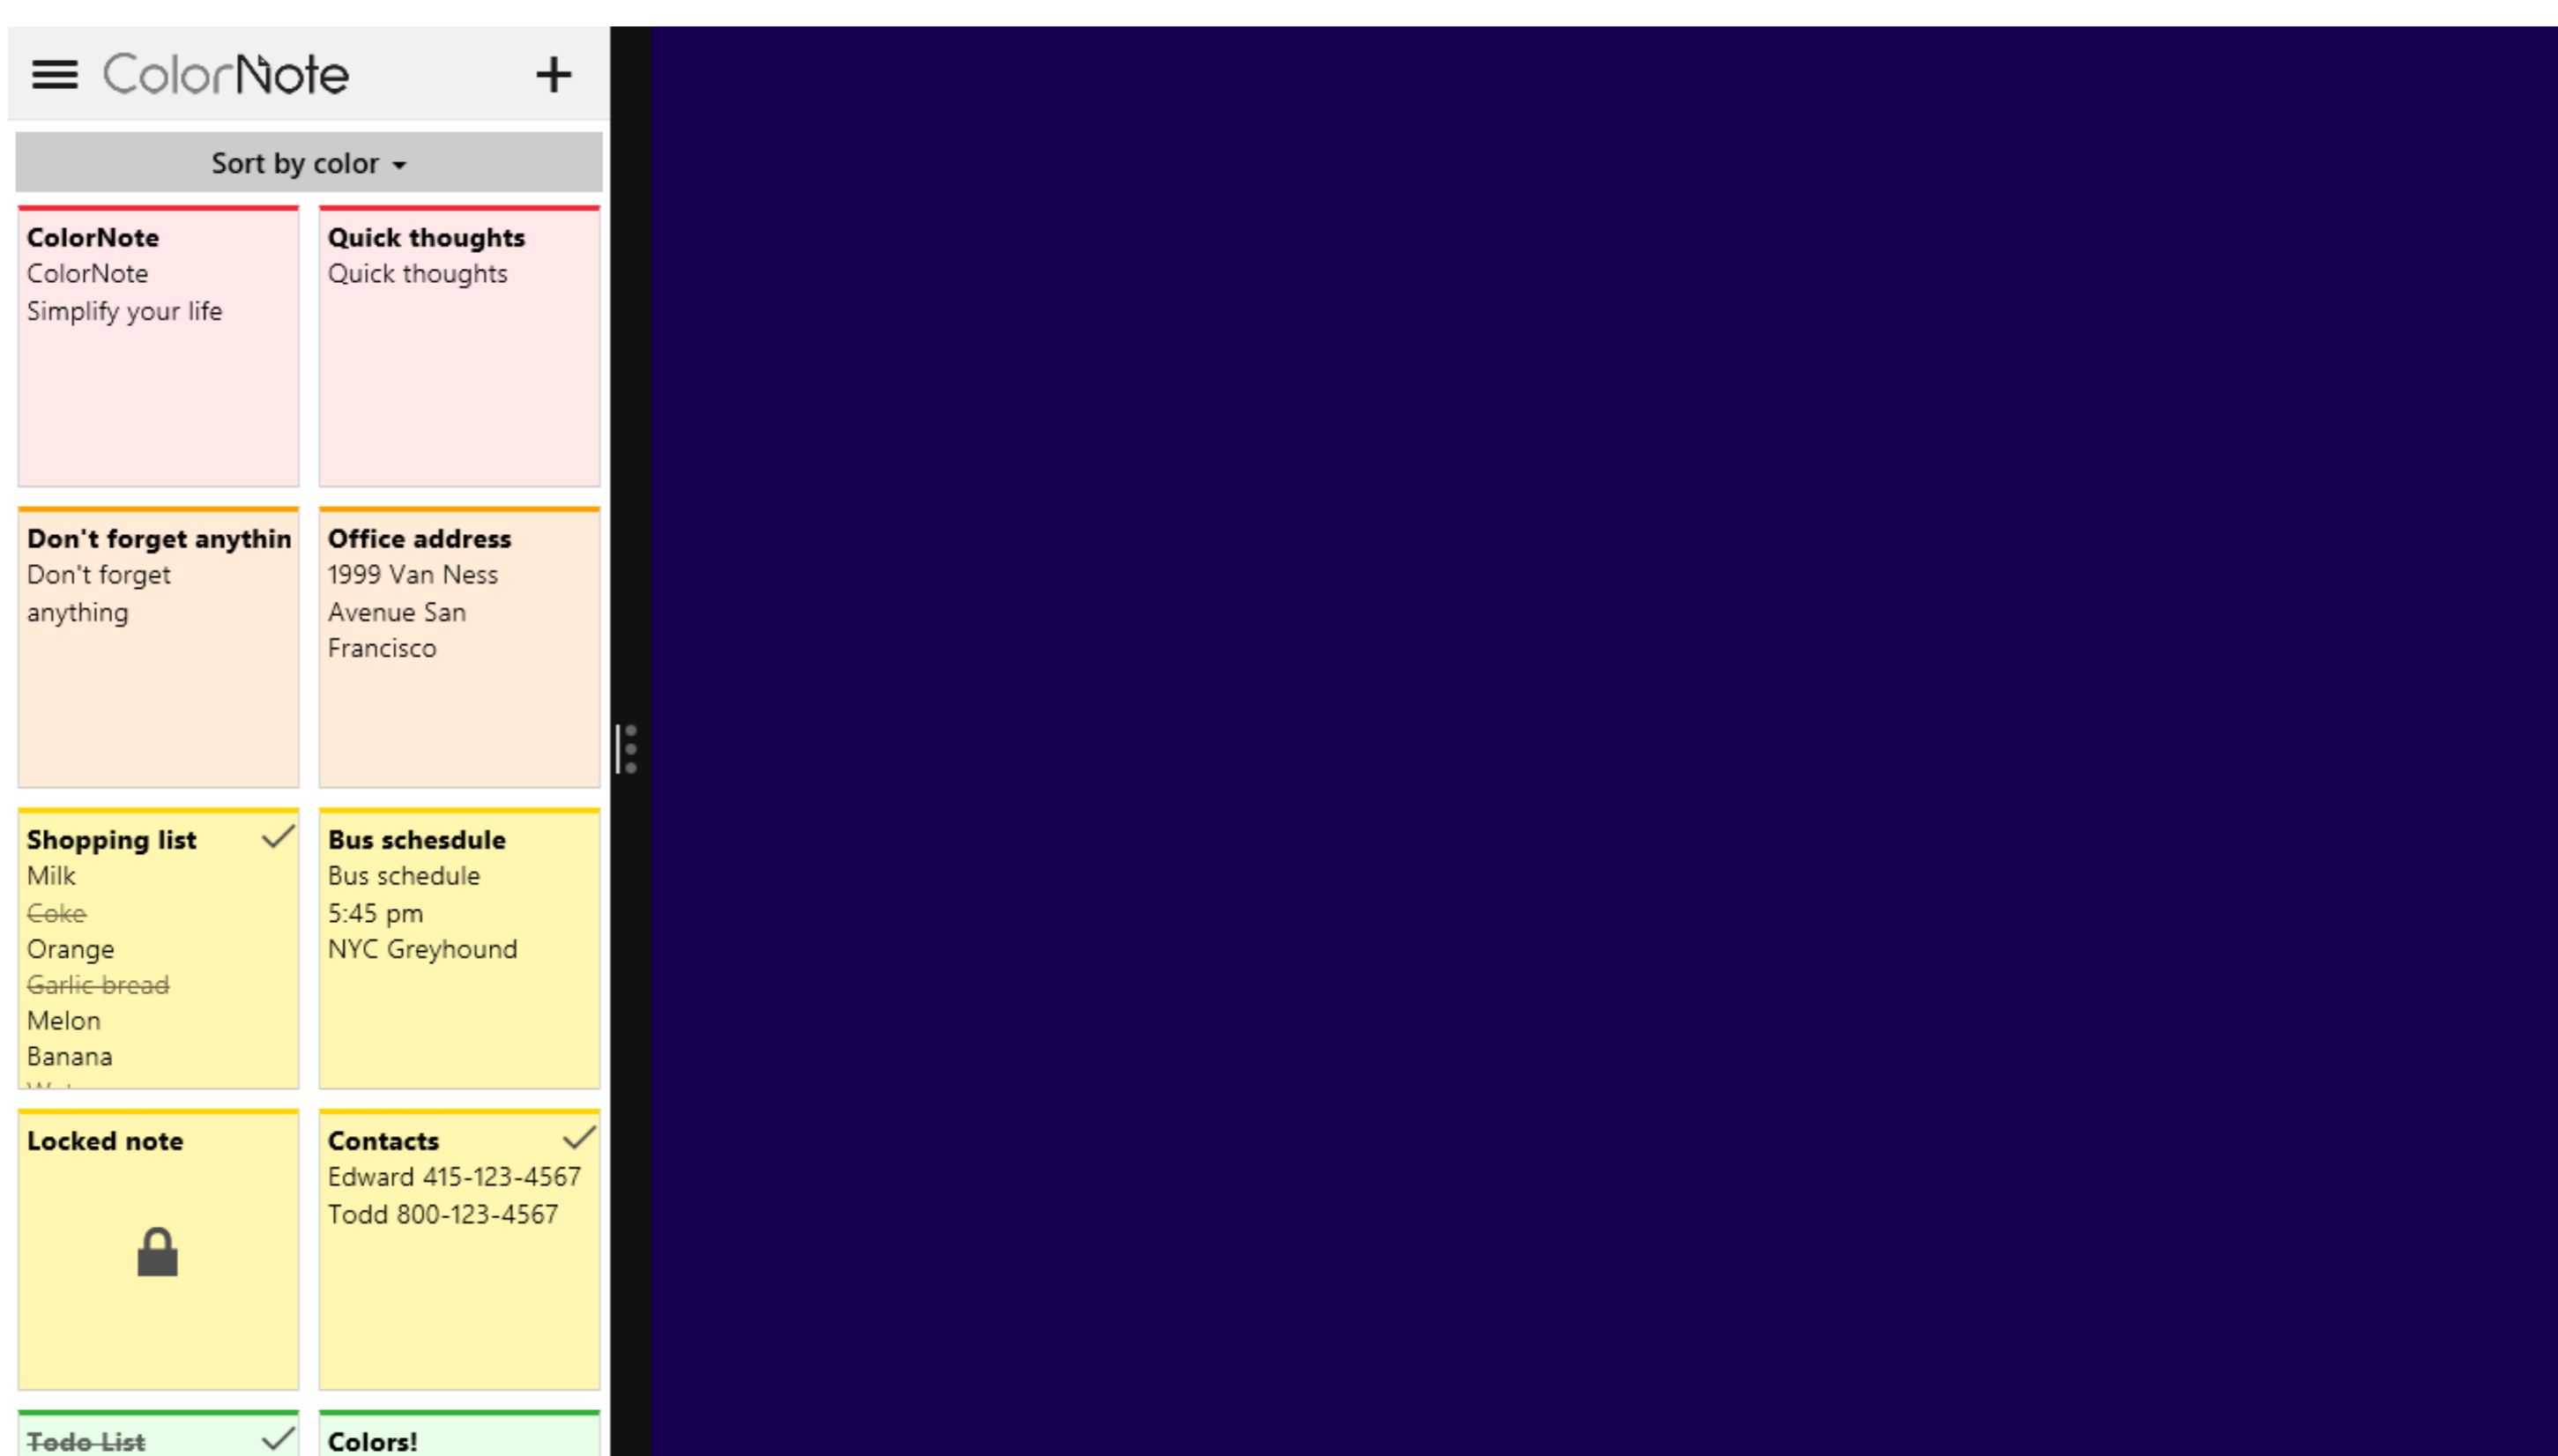 ColorNote
Sort by color
ColorNote
ColorNote
Simplify your life
Quick thoughts
Quick thoughts
Don't forget anythin
Don't forget
anything
Office address
1999 Van Ness
Avenue San
Francisco
Shopping list
Milk
Coke
Orange
Garlic bread
Melon
Banana
Bus schesdule
Bus schedule
5:45 pm
NYC Greyhound
Locked note
Contacts
Edward 415-123-4567
Todd 800-123-4567
Todo List
Colors!